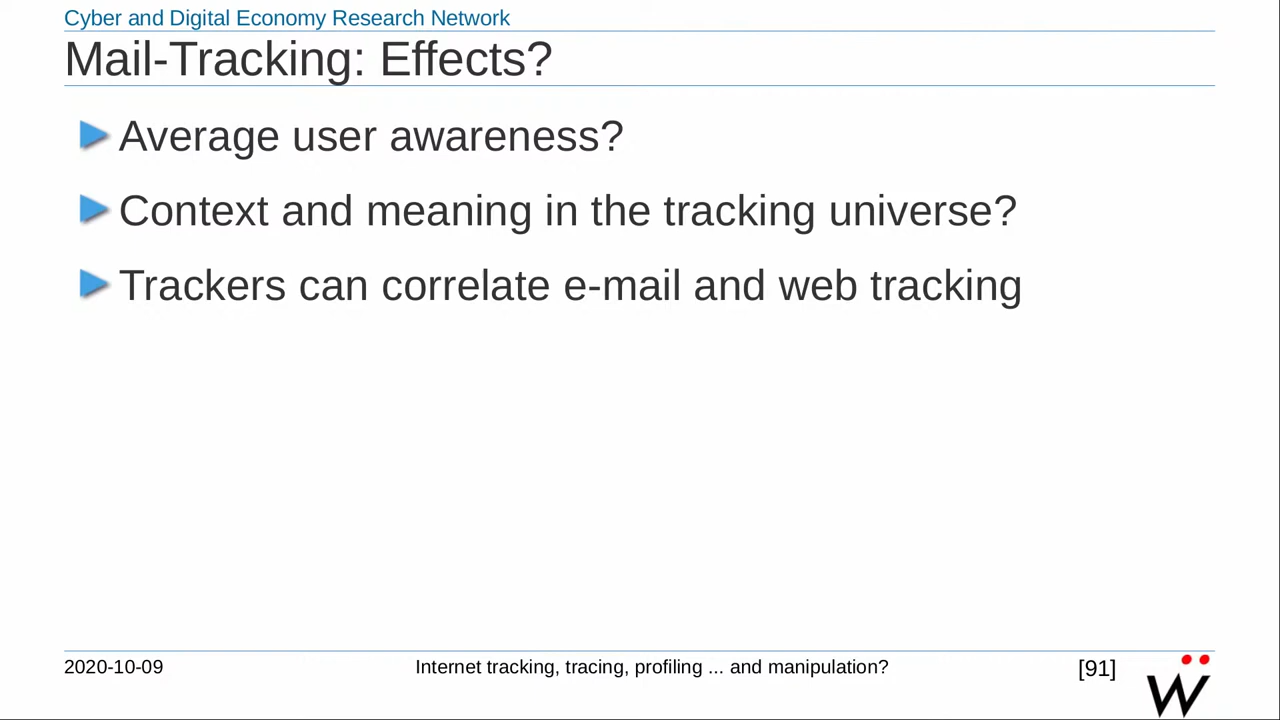 Cyber and Digital Economy Research Network
Mail-Tracking: Effects?
Average user awareness?
Context and meaning in the tracking universe?
Trackers can correlate e-mail and web tracking
2020-10-09
Internet tracking, tracing, profiling ... and manipulation?
[91]
Ẅ